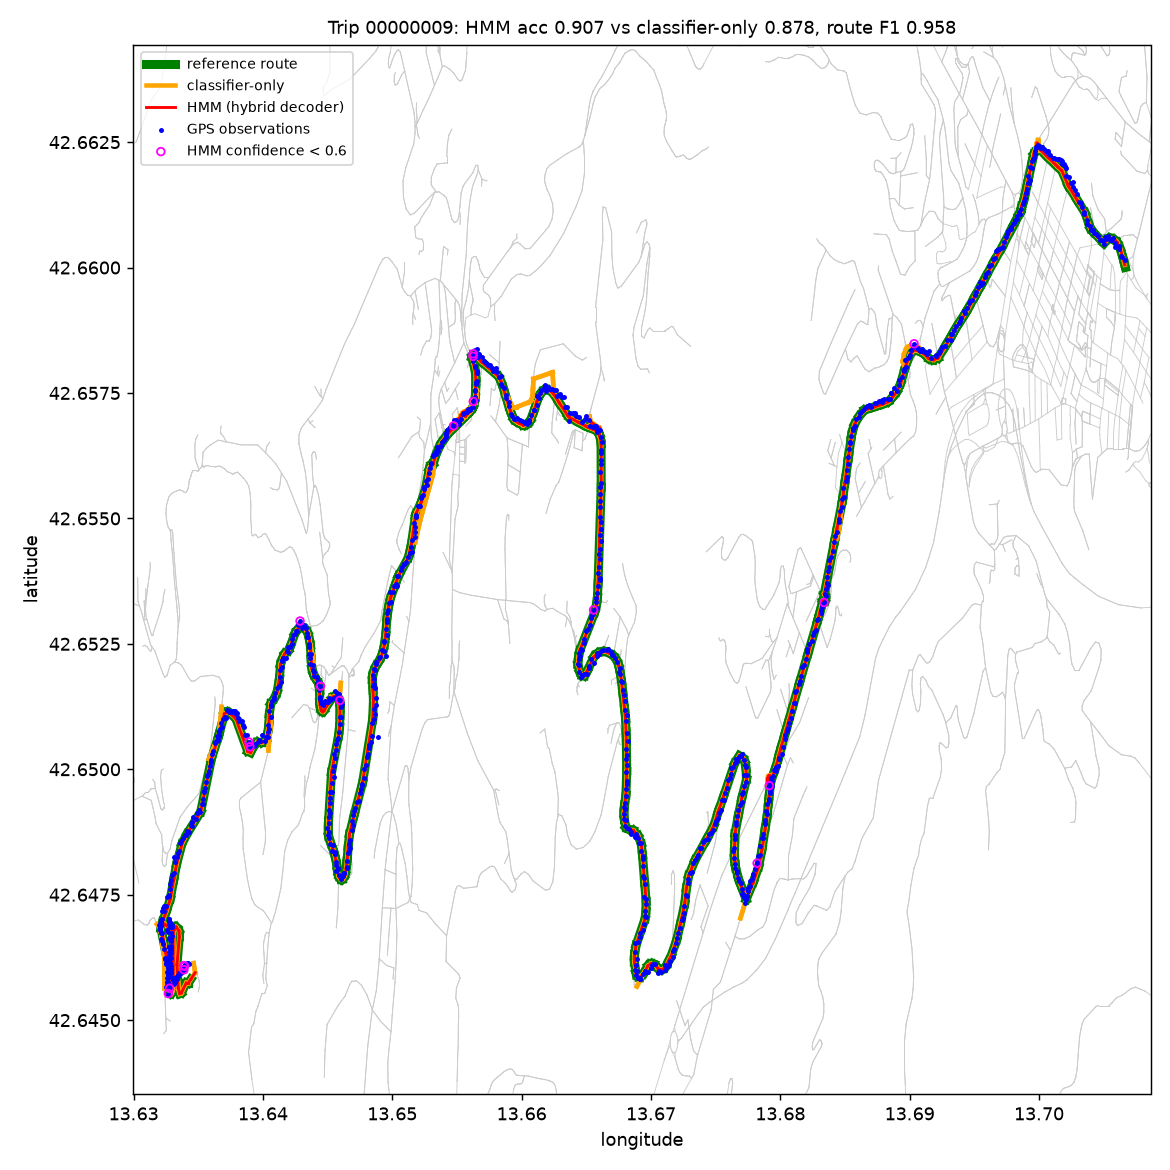 Trip 00000009: HMM acc 0.907 vs classifier-only 0.878, route F1 0.958
reference route
classifier-only
HMM (hybrid decoder)
GPS observations
HMM confidence < 0.6
42.6625
42.6600
42.6575
42.6550
42.6525
42.6500
42.6475
42.6450
latitude
13.63 13.64 13.65 13.66 13.67 13.68 13.69 13.70
longitude